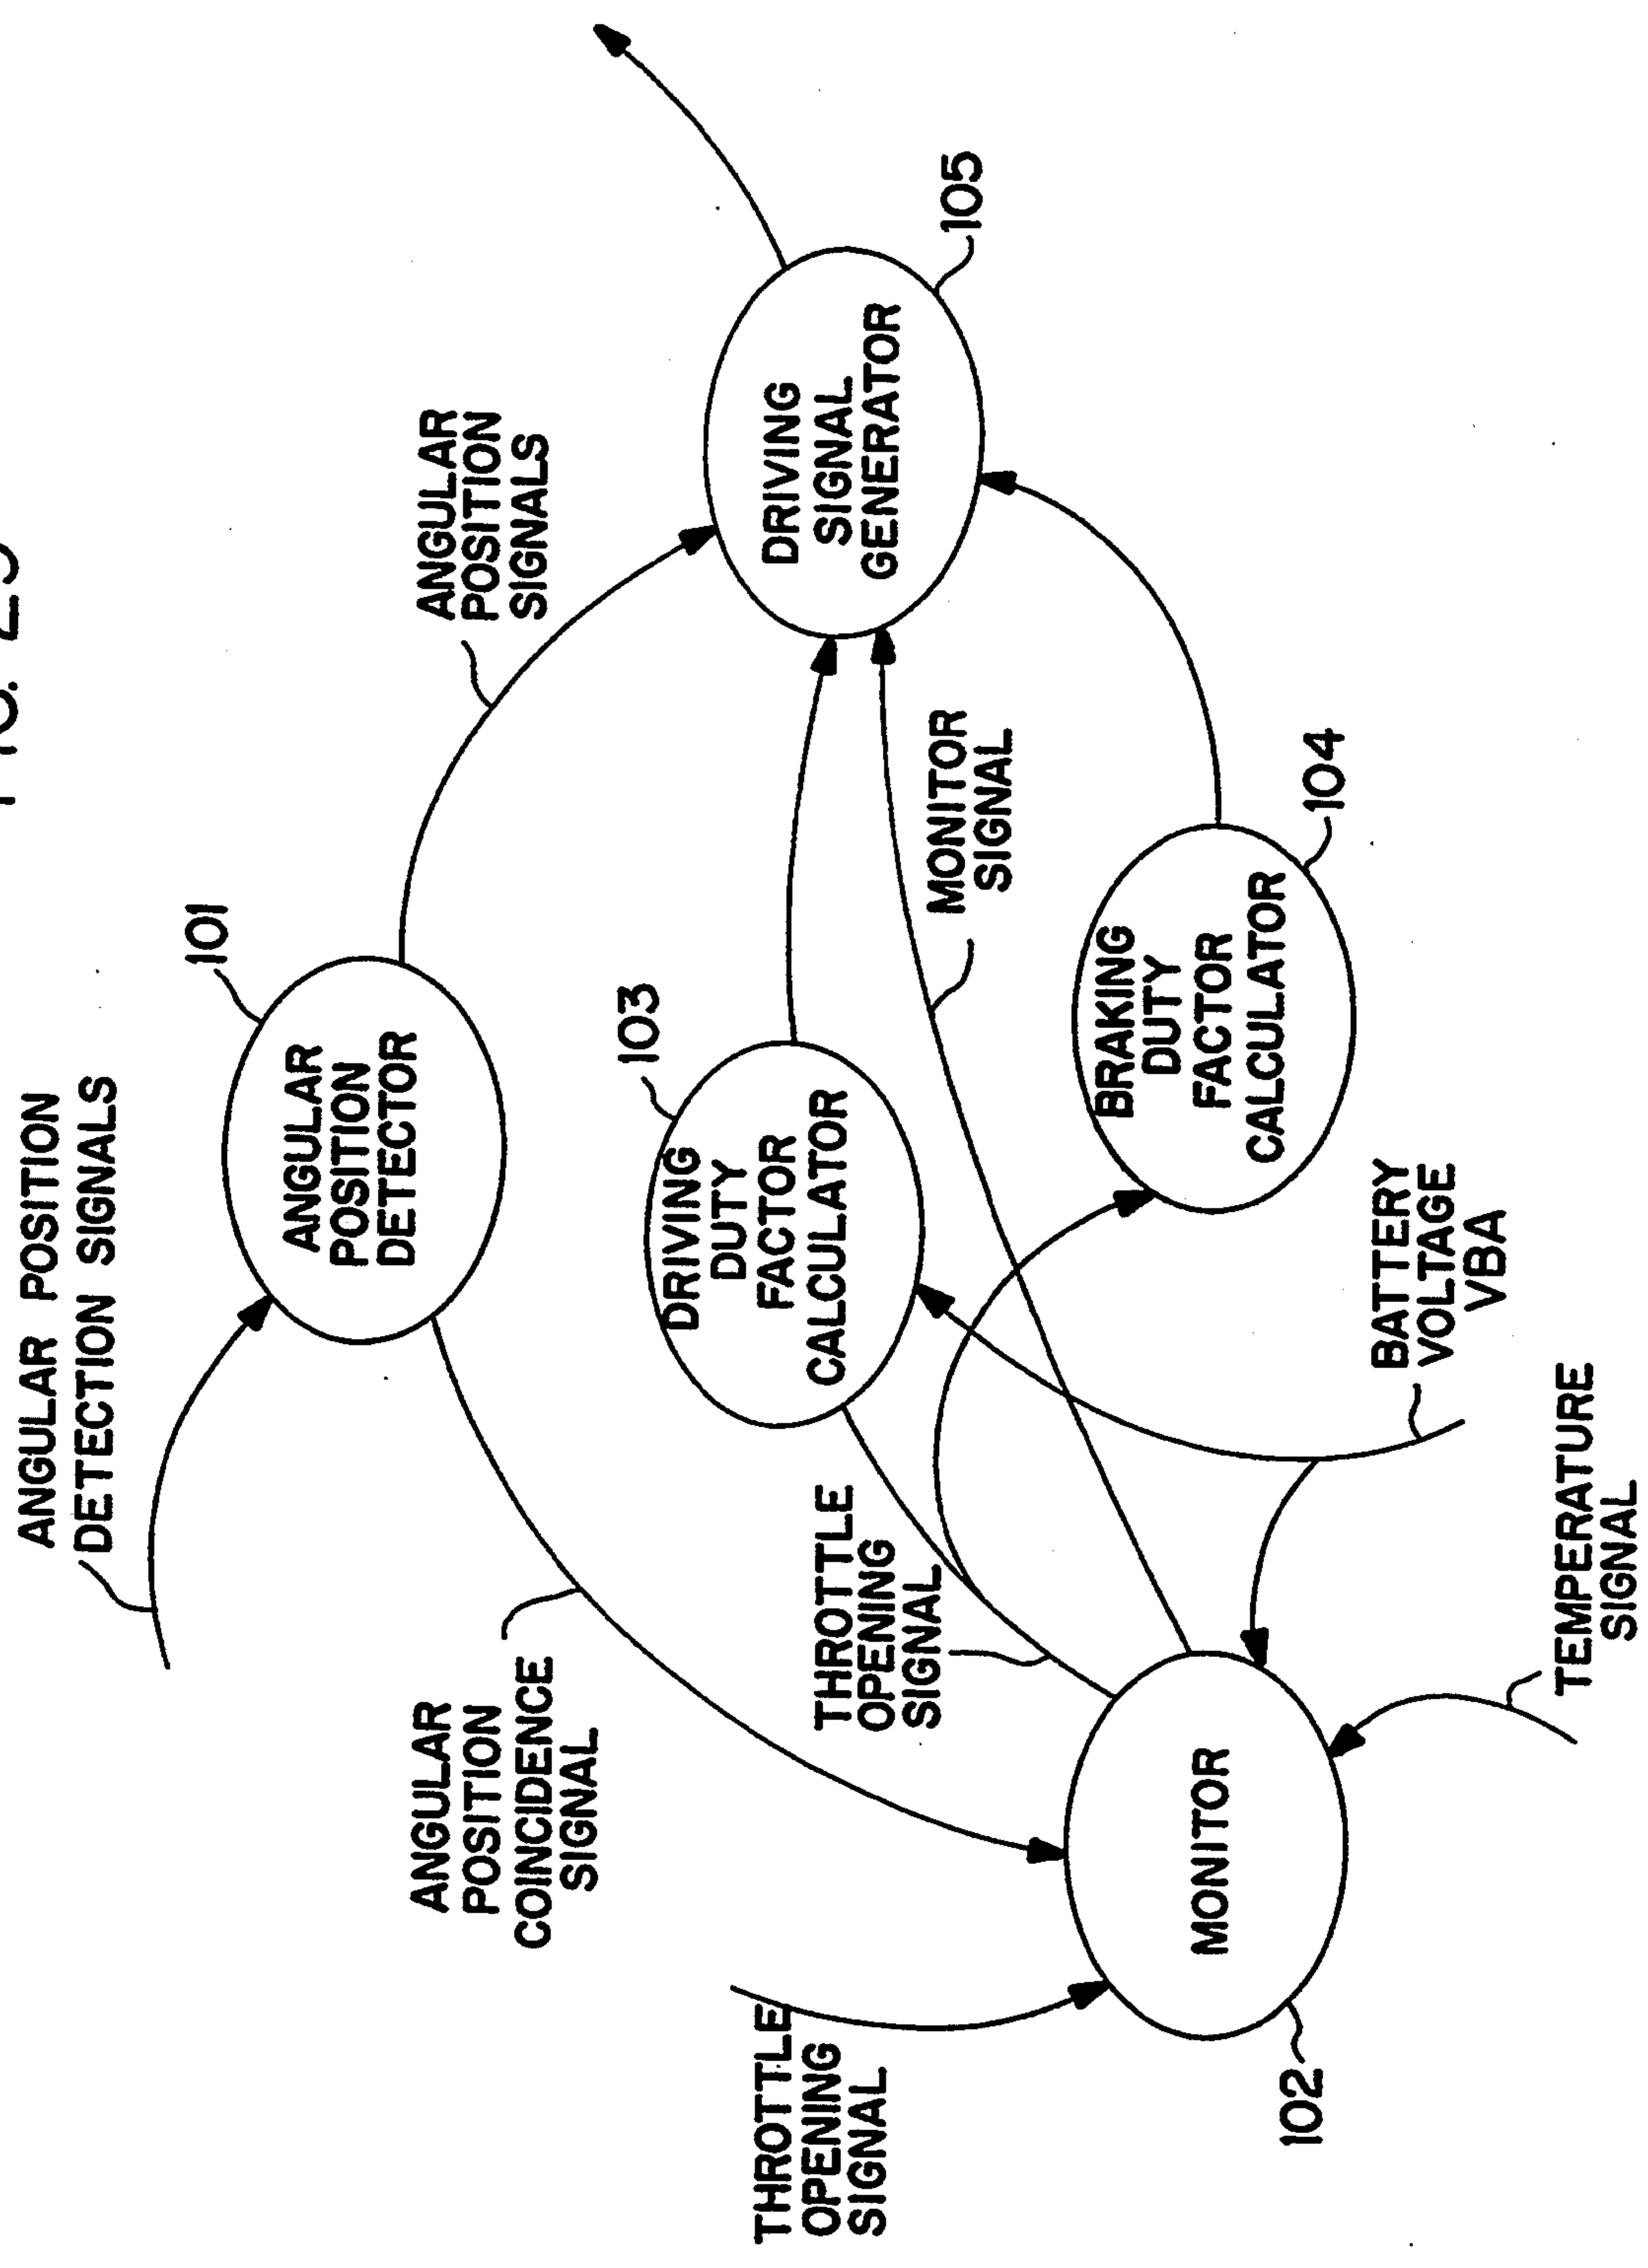 FIG.
ANGULAR POSITION
DETECTION SIGNALS
101
ANGULAR
POSITION
DETECTOR
ANGULAR
POSITION
SIGNALS
ANGULAR
POSITION
COINCIDENCE
SIGNAL
103
DRIVING
DUTY
FACTOR
CALCULATOR
DRIVING
SIGNAL
GENERATOR
105
THROTTLE
OPENING
SIGNAL
THROTTLE
OPENING
SIGNAL
MONITOR
SIGNAL
BRAKING
DUTY
FACTOR
CALCULATOR
104
MONITOR
102
BATTERY
VOLTAGE
VBA
TEMPERATURE
SIGNAL